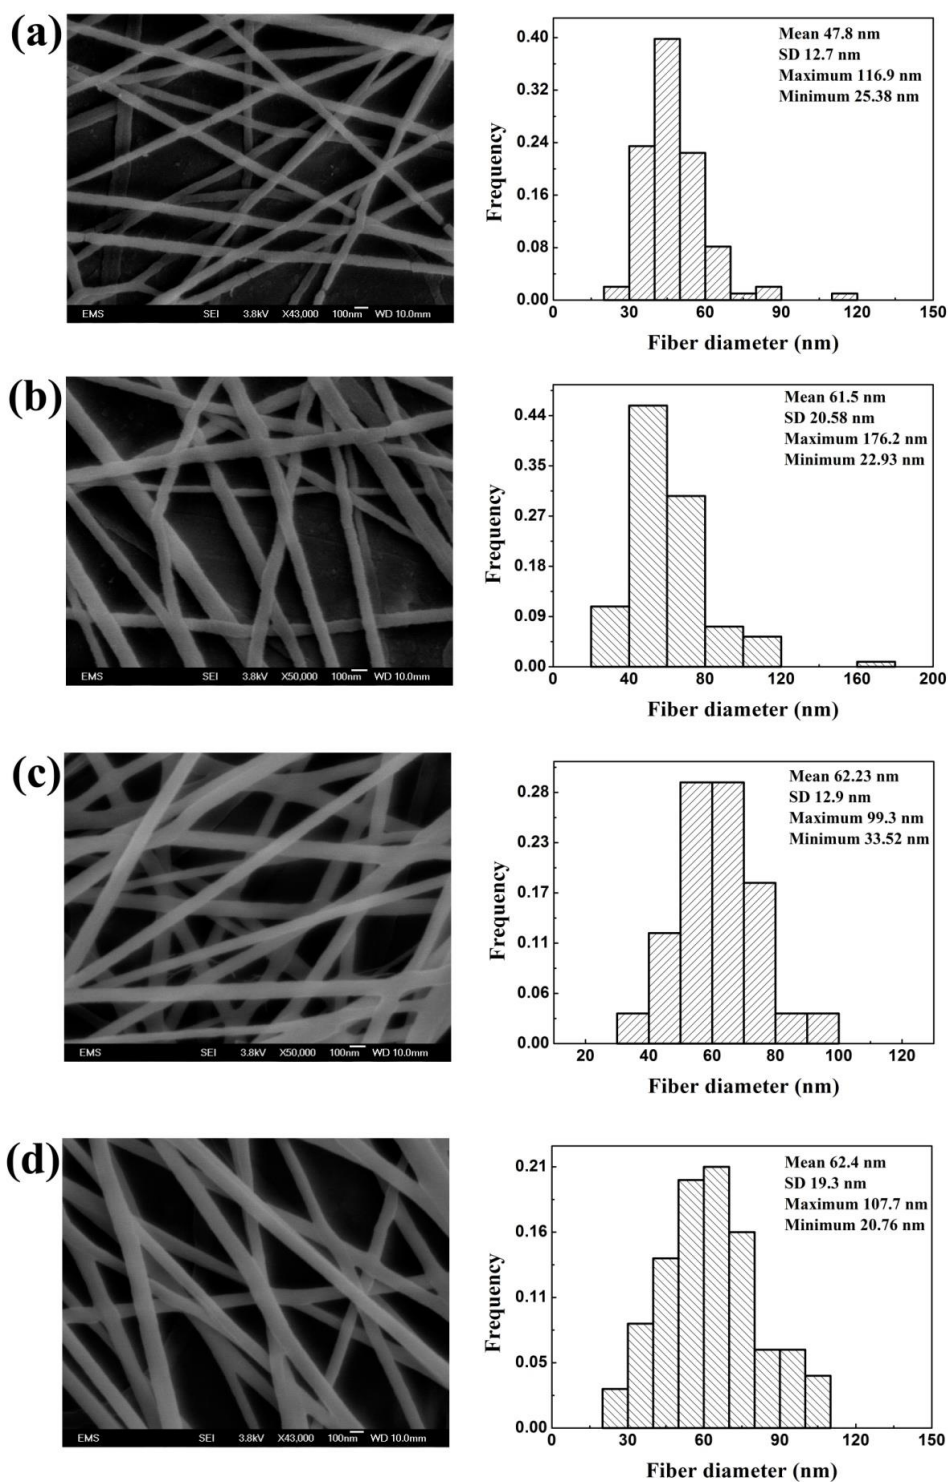 (a)
EMS SEI 3.8kV X43,000 100nm WD 10.0mm
Mean 47.8 nm
SD 12.7 nm
Maximum 116.9 nm
Minimum 25.38 nm
Frequency
0.40
0.32
0.24
0.16
0.08
0.00
0 30 60 90 120 150
Fiber diameter (nm)
(b)
EMS SEI 3.8kV X50,000 100nm WD 10.0mm
Mean 61.5 nm
SD 20.58 nm
Maximum 176.2 nm
Minimum 22.93 nm
Frequency
0.44
0.35
0.27
0.18
0.09
0.00
0 40 80 120 160 200
Fiber diameter (nm)
(c)
EMS SEI 3.8kV X50,000 100nm WD 10.0mm
Mean 62.23 nm
SD 12.9 nm
Maximum 99.3 nm
Minimum 33.52 nm
Frequency
0.28
0.23
0.17
0.11
0.06
0.00
20 40 60 80 100 120
Fiber diameter (nm)
(d)
EMS SEI 3.8kV X43,000 100nm WD 10.0mm
Mean 62.4 nm
SD 19.3 nm
Maximum 107.7 nm
Minimum 20.76 nm
Frequency
0.21
0.16
0.11
0.05
0.00
0 30 60 90 120 150
Fiber diameter (nm)